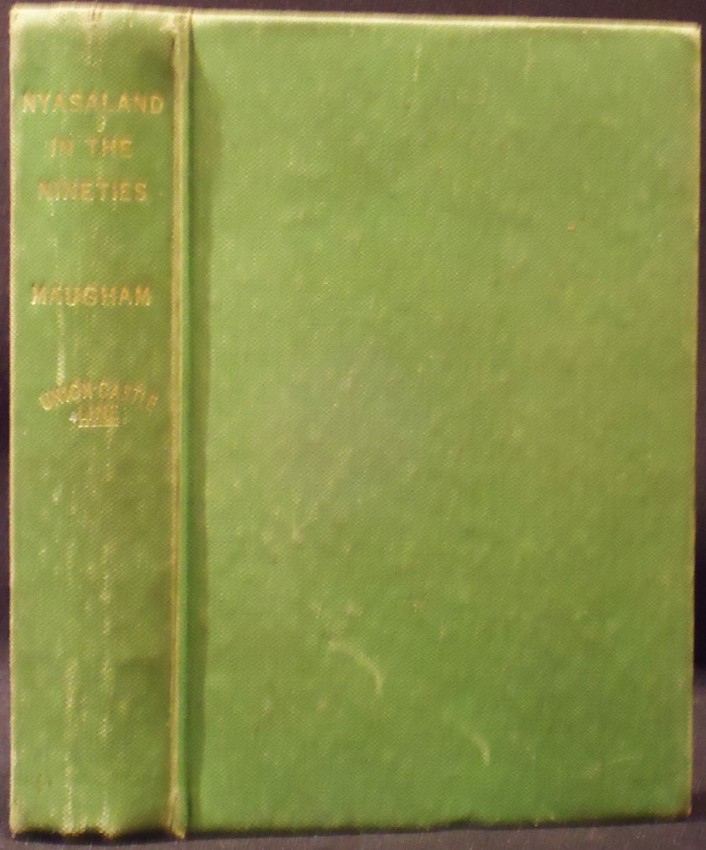 NYASALAND
IN THE
NINETIES
MAUGHAM
UNION-CASTLE
LINE